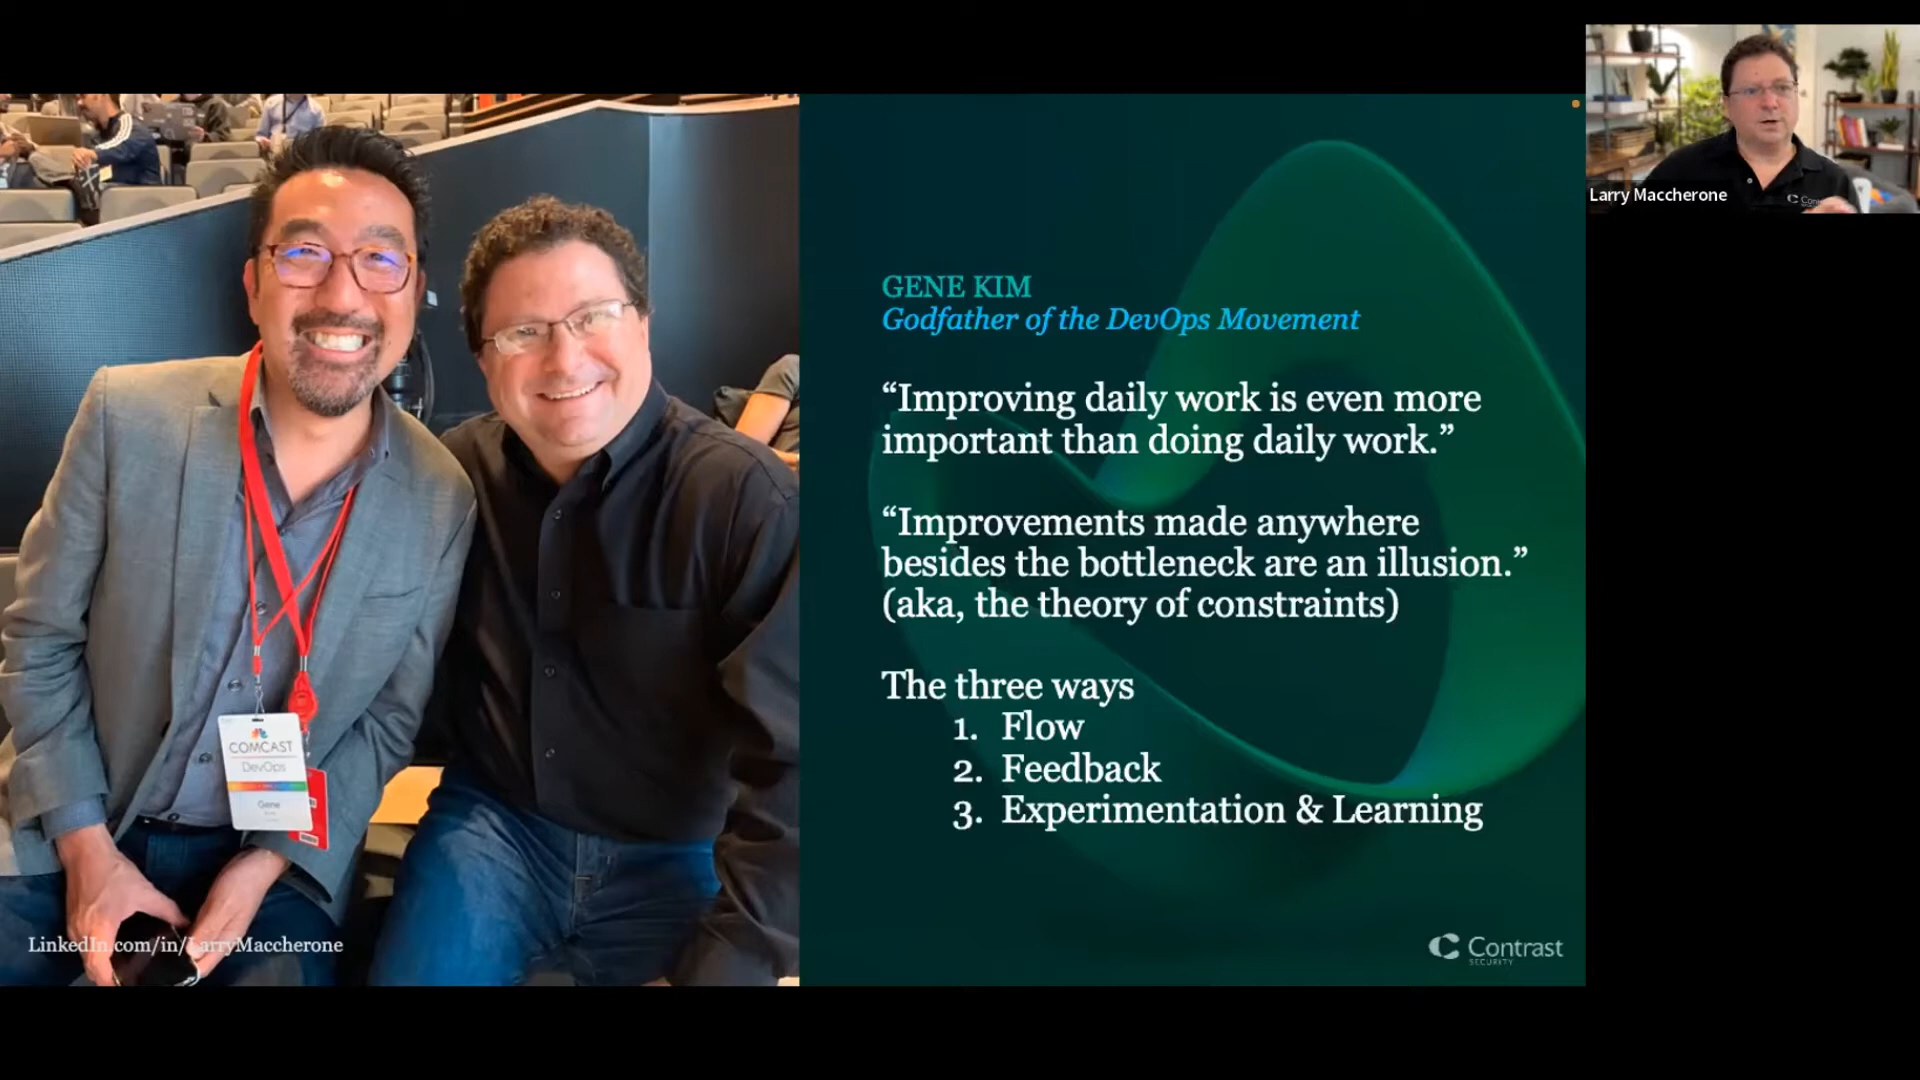 Larry Maccherone
GENE KIM
Godfather of the DevOps Movement
“Improving daily work is even more
important than doing daily work.”
“Improvements made anywhere
besides the bottleneck are an illusion.”
(aka, the theory of constraints)
The three ways
1. Flow
2. Feedback
3. Experimentation & Learning
COMCAST
DevOps
Gene
LinkedIn.com/in/LarryMaccherone
Contrast
SECURITY